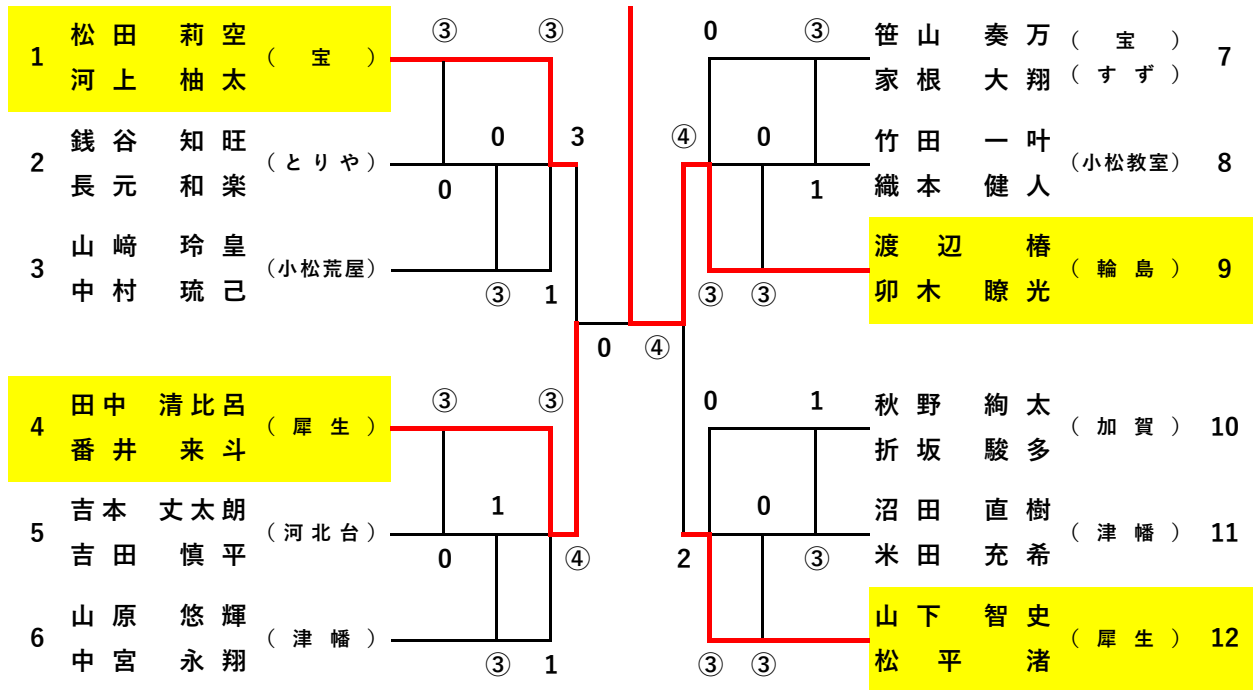 1 松田 莉空 (宝)
河上 柚太
2 銭谷 知旺 (とりや)
長元 和楽
3 山﨑 玲皇 (小松荒屋)
中村 琉己
4 田中 清比呂 (犀生)
番井 来斗
5 吉本 丈太朗 (河北台)
吉田 慎平
6 山原 悠輝 (津幡)
中宮 永翔
③ ③
0 3
0
③ 1
③ ③
1
0 ④
③ 1
0 ④
0 ③
④ 0
1
③ ③
0 1
0
2 ③
③ ③
笹山 奏万 (宝) 7
家根 大翔 (すず)
竹田 一叶 (小松教室) 8
織本 健人
渡辺 椿 (輪島) 9
卯木 瞭光
秋野 絢太 (加賀) 10
折坂 駿多
沼田 直樹 (津幡) 11
米田 充希
山下 智史 (犀生) 12
松平 渚